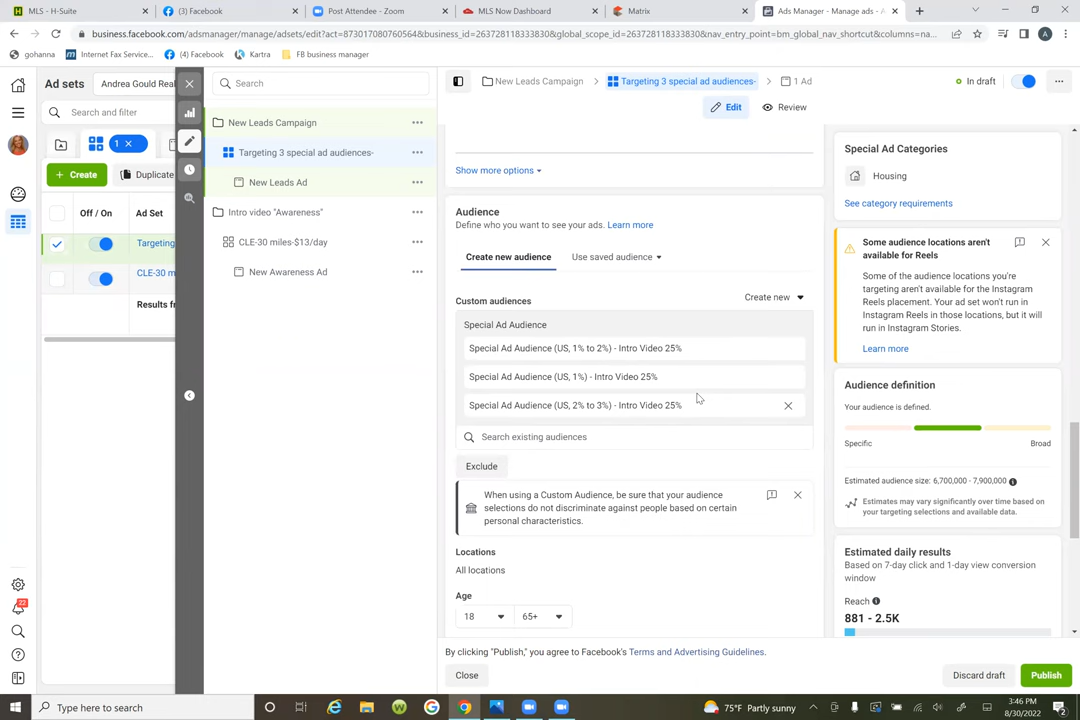 MLS - H-Suite
(3) Facebook
Post Attendee - Zoom
MLS Now Dashboard
Matrix
Ads Manager - Manage ads - A
business.facebook.com/adsmanager/manage/adsets/edit?act=873017080760564&business_id=263728118333830&global_scope_id=263728118333830&nav_entry_point=bm_global_nav_shortcut&columns=na...
A
gohanna
Internet Fax Service...
(4) Facebook
Kartra
FB business manager
Ad sets
Andrea Gould Real
Search and filter
1
Create
Duplicate
Off / On
Ad Set
Targeting
CLE-30 m
Results fr
22
Search
New Leads Campaign
Targeting 3 special ad audiences-
New Leads Ad
Intro video "Awareness"
CLE-30 miles-$13/day
New Awareness Ad
New Leads Campaign
Targeting 3 special ad audiences-
1 Ad
In draft
Edit
Review
Show more options
Audience
Define who you want to see your ads. Learn more
Create new audience
Use saved audience
Custom audiences
Create new
Special Ad Audience
Special Ad Audience (US, 1% to 2%) - Intro Video 25%
Special Ad Audience (US, 1%) - Intro Video 25%
Special Ad Audience (US, 2% to 3%) - Intro Video 25%
Search existing audiences
Exclude
When using a Custom Audience, be sure that your audience
selections do not discriminate against people based on certain
personal characteristics.
Locations
All locations
Age
18
65+
Special Ad Categories
Housing
See category requirements
Some audience locations aren't
available for Reels
Some of the audience locations you're
targeting aren't available for the Instagram
Reels placement. Your ad set won't run in
Instagram Reels in those locations, but it will
run in Instagram Stories.
Learn more
Audience definition
Your audience is defined.
Specific
Broad
Estimated audience size: 6,700,000 - 7,900,000
Estimates may vary significantly over time based on
your targeting selections and available data.
Estimated daily results
Based on 7-day click and 1-day view conversion
window
Reach
881 - 2.5K
By clicking "Publish," you agree to Facebook's Terms and Advertising Guidelines.
Close
Discard draft
Publish
Type here to search
75°F Partly sunny
3:46 PM
8/30/2022
2